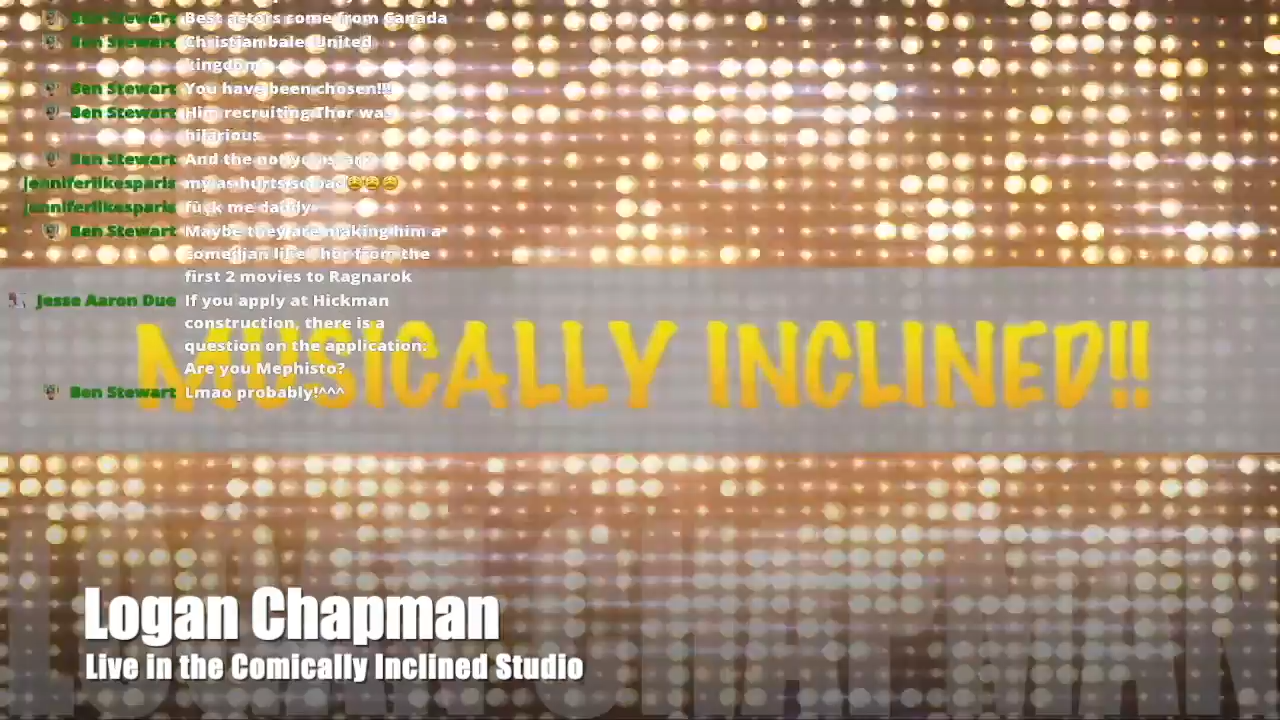 Ben Stewart Best actors come from Canada
Ben Stewart Christian bale United
kingdom
Ben Stewart You have been chosen!!!
Ben Stewart Him recruiting Thor was
hilarious
Ben Stewart And the
jenniferlikesparis my as hurts so bad😩😩😩
jenniferlikesparis fück me daddy
Ben Stewart Maybe they are making him a
comedian like Thor from the
first 2 movies to Ragnarok
Jesse Aaron Due If you apply at Hickman
construction, there is a
question on the application:
Are you Mephisto?
Ben Stewart Lmao probably!^^^
MUSICALLY INCLINED!!
LOGAN CHAPMAN
Logan Chapman
Live in the Comically Inclined Studio